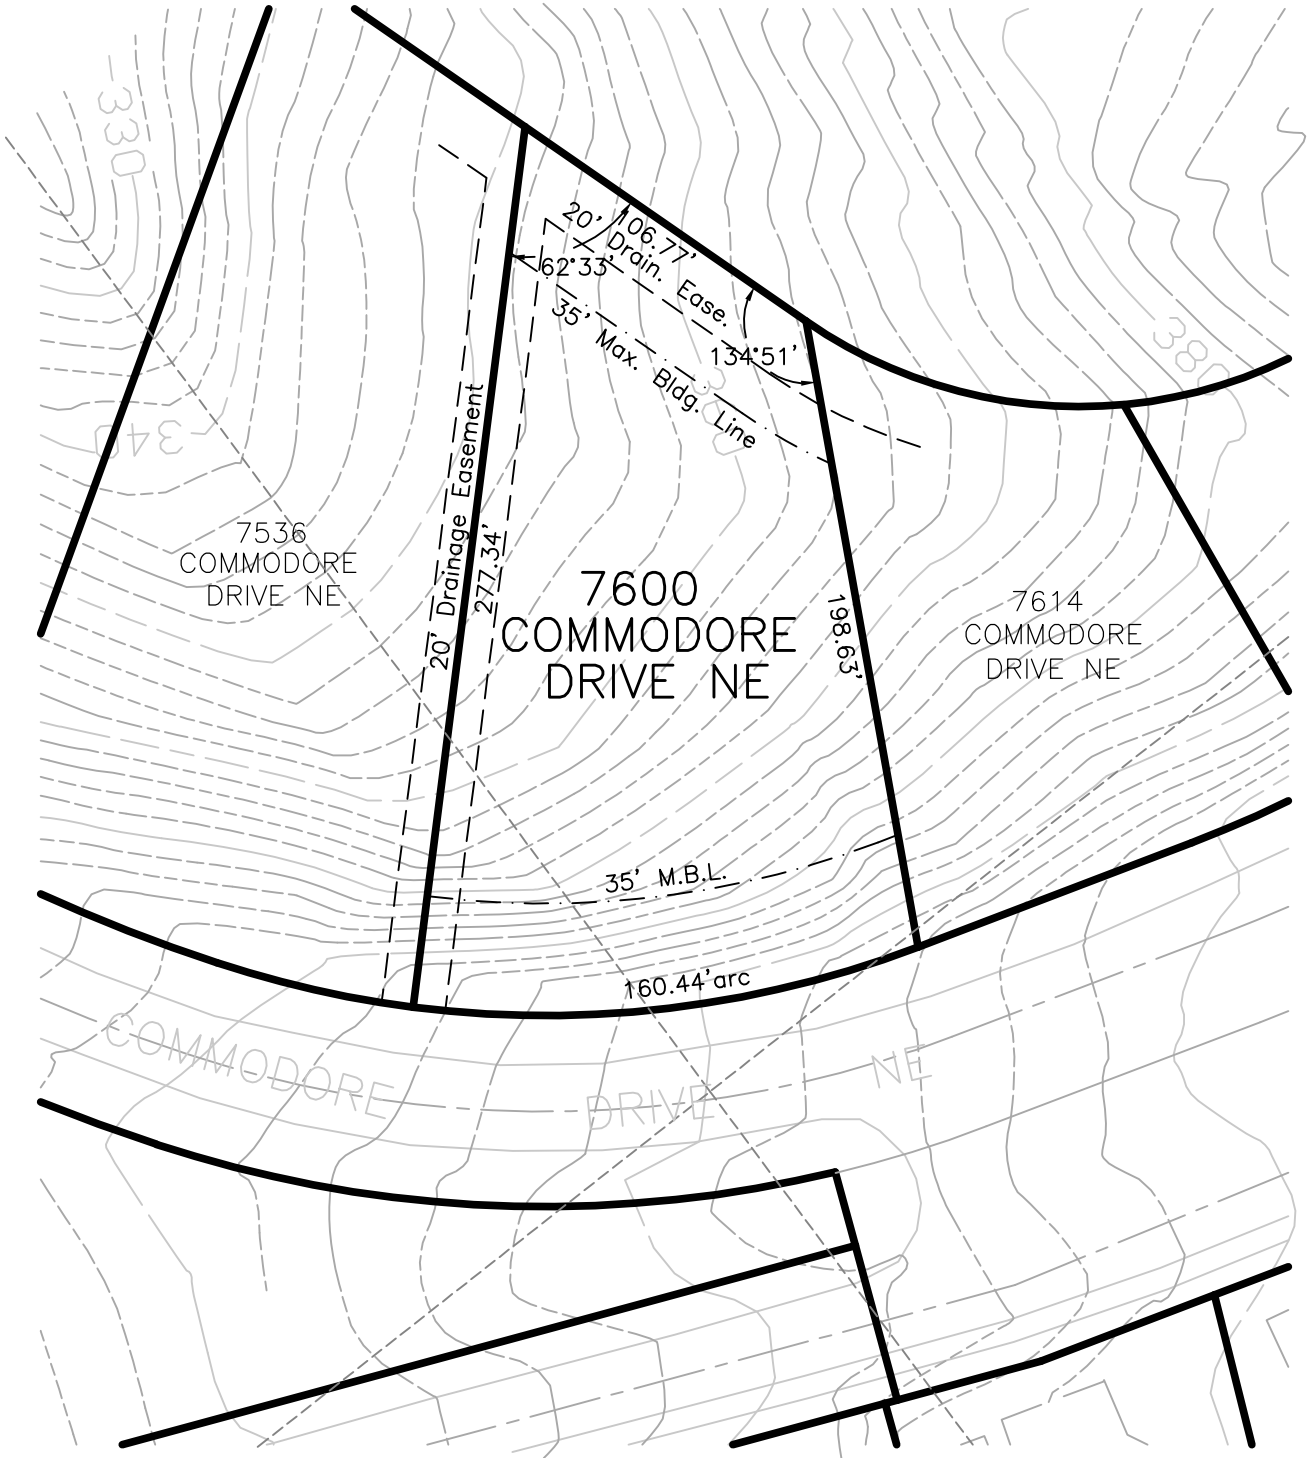 330
106.77'
20' Drain. Ease.
62°33'
35' Max. Bldg. Line
134°51'
380
340
20' Drainage Easement
277.34'
7536
COMMODORE
DRIVE NE
7600
COMMODORE
DRIVE NE
198.63'
7614
COMMODORE
DRIVE NE
35' M.B.L.
160.44'arc
COMMODORE DRIVE NE